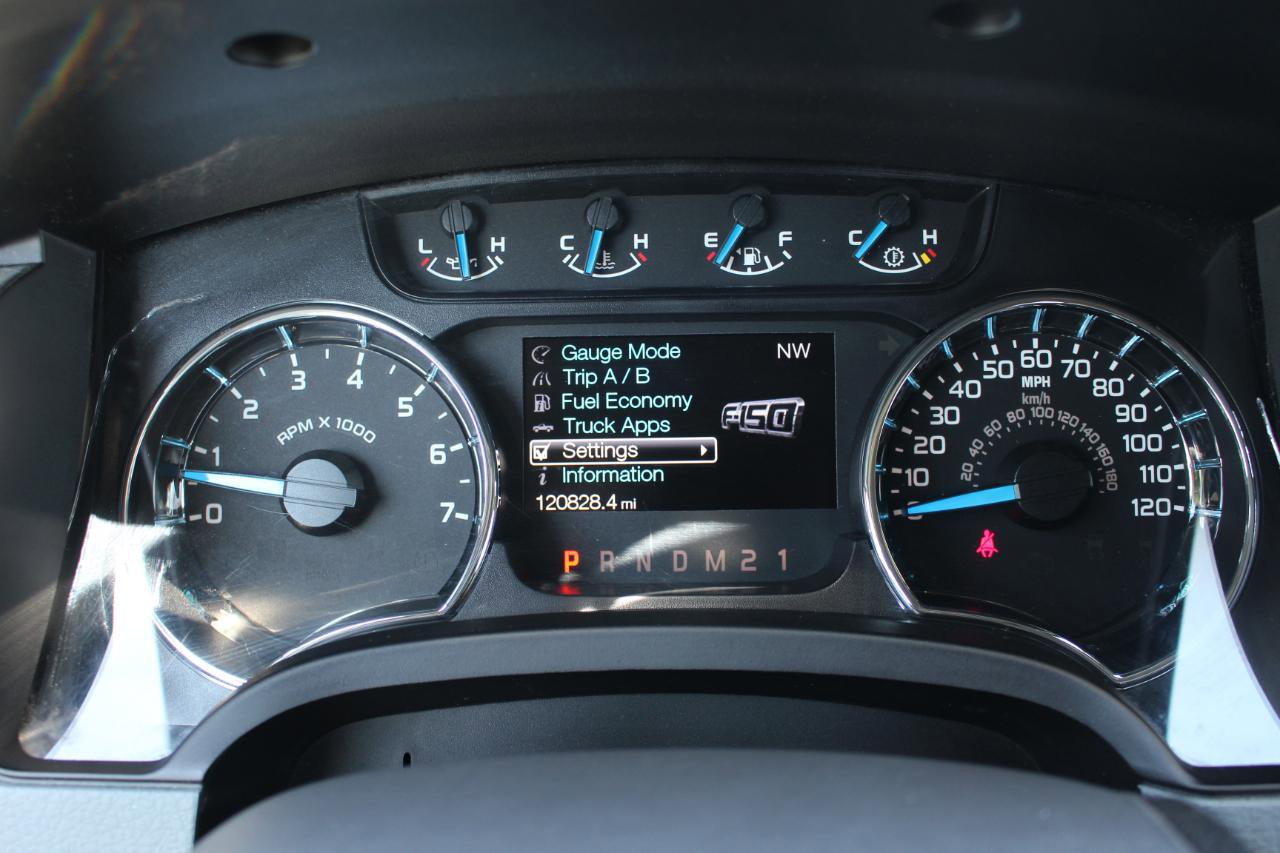 L H
C H
E F
C H
0 1 2 3 4 5 6 7
RPM X 1000
Gauge Mode
NW
Trip A / B
Fuel Economy
F-150
Truck Apps
Settings
i Information
120828.4 mi
P R N D M 2 1
10 20 30 40 50 60 70 80 90 100 110 120
MPH
km/h
20 40 60 80 100 120 140 160 180